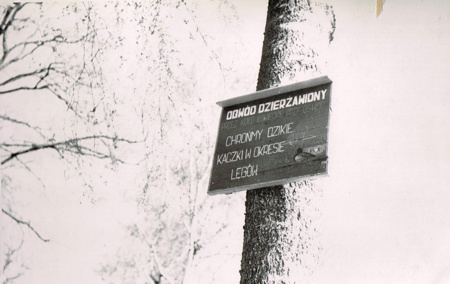 OBWÓD DZIERŻAWIONY
CHROŃMY DZIKIE
KACZKI W OKRESIE
LĘGÓW